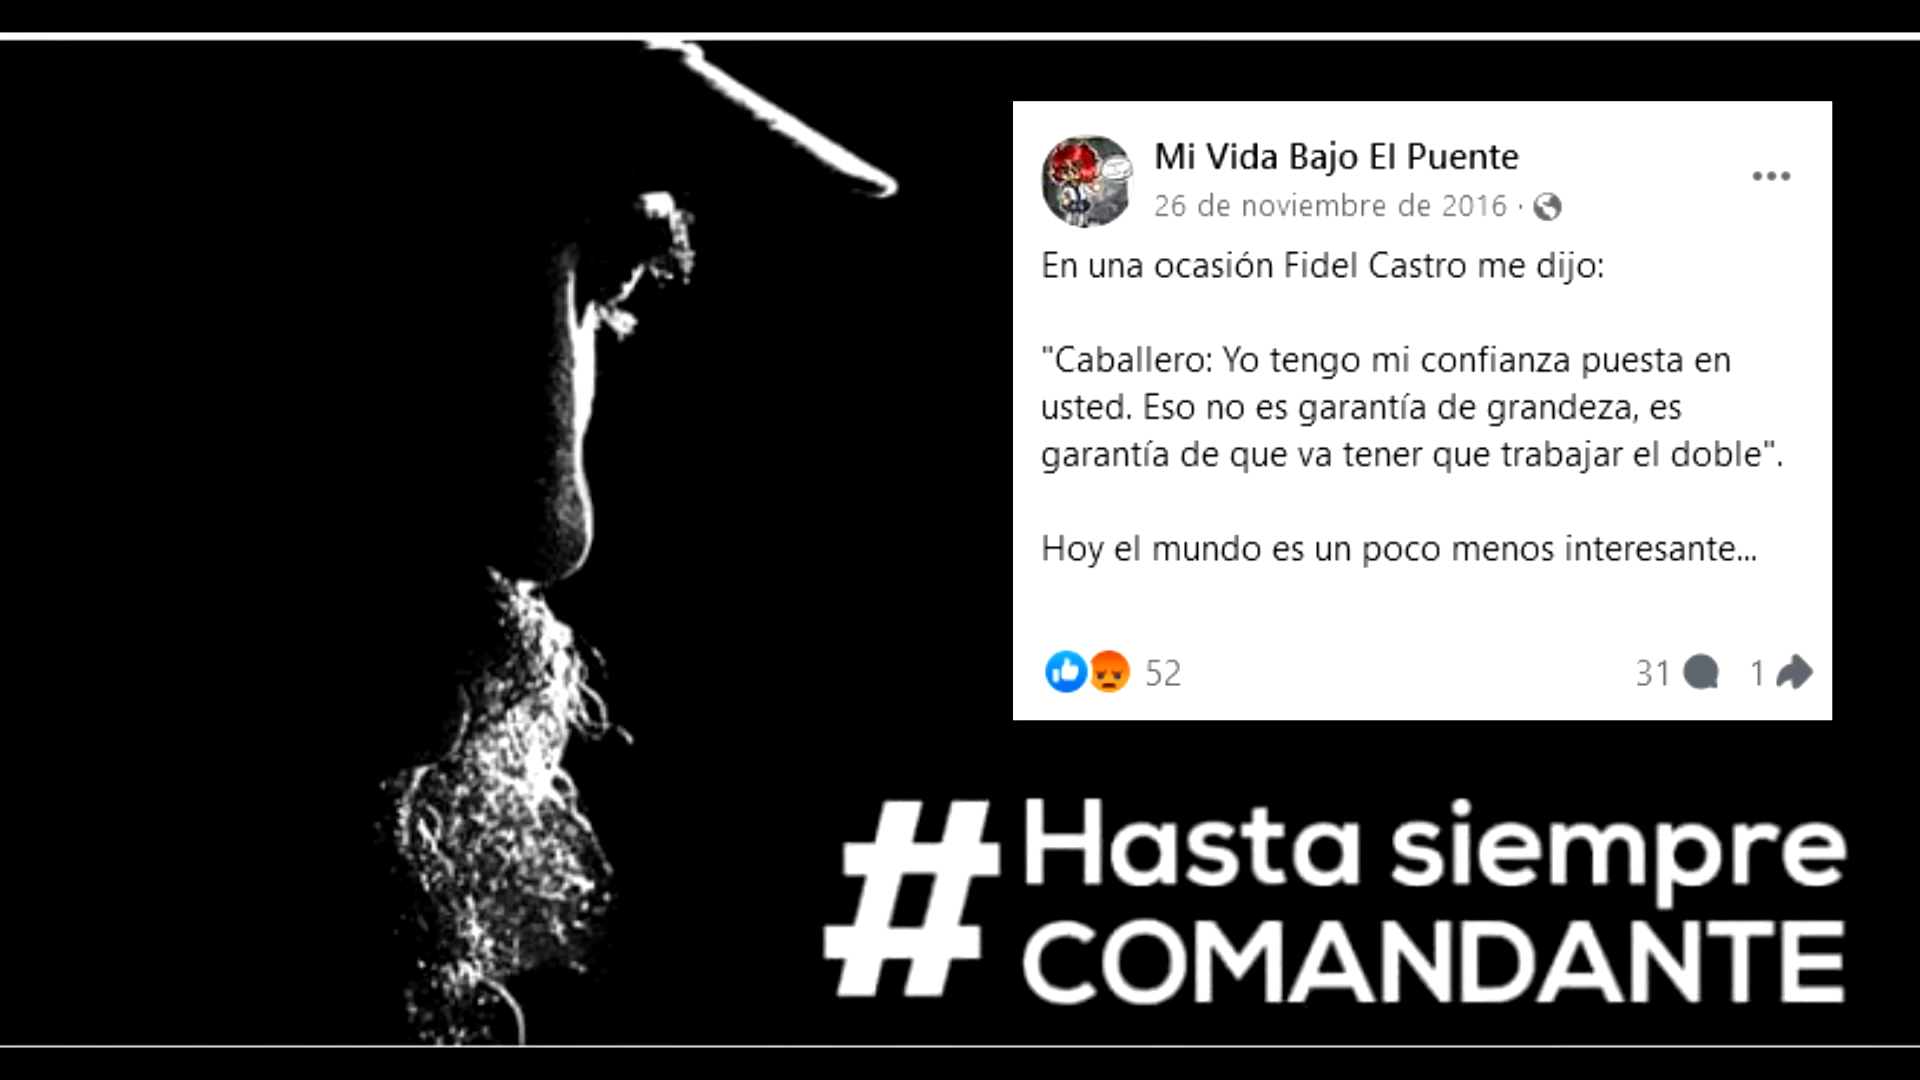 Mi Vida Bajo El Puente
26 de noviembre de 2016 ·
En una ocasión Fidel Castro me dijo:
"Caballero: Yo tengo mi confianza puesta en
usted. Eso no es garantía de grandeza, es
garantía de que va tener que trabajar el doble".
Hoy el mundo es un poco menos interesante...
52
31
1
#Hasta siempre
COMANDANTE